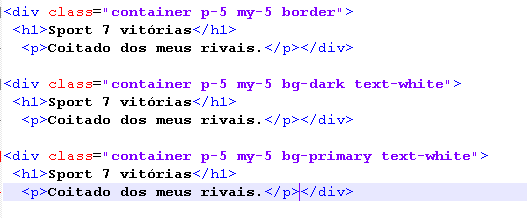 <div class="container p-5 my-5 border">
<h1>Sport 7 vitórias</h1>
<p>Coitado dos meus rivais.</p></div>
<div class="container p-5 my-5 bg-dark text-white">
<h1>Sport 7 vitórias</h1>
<p>Coitado dos meus rivais.</p></div>
<div class="container p-5 my-5 bg-primary text-white">
<h1>Sport 7 vitórias</h1>
<p>Coitado dos meus rivais.</p></div>